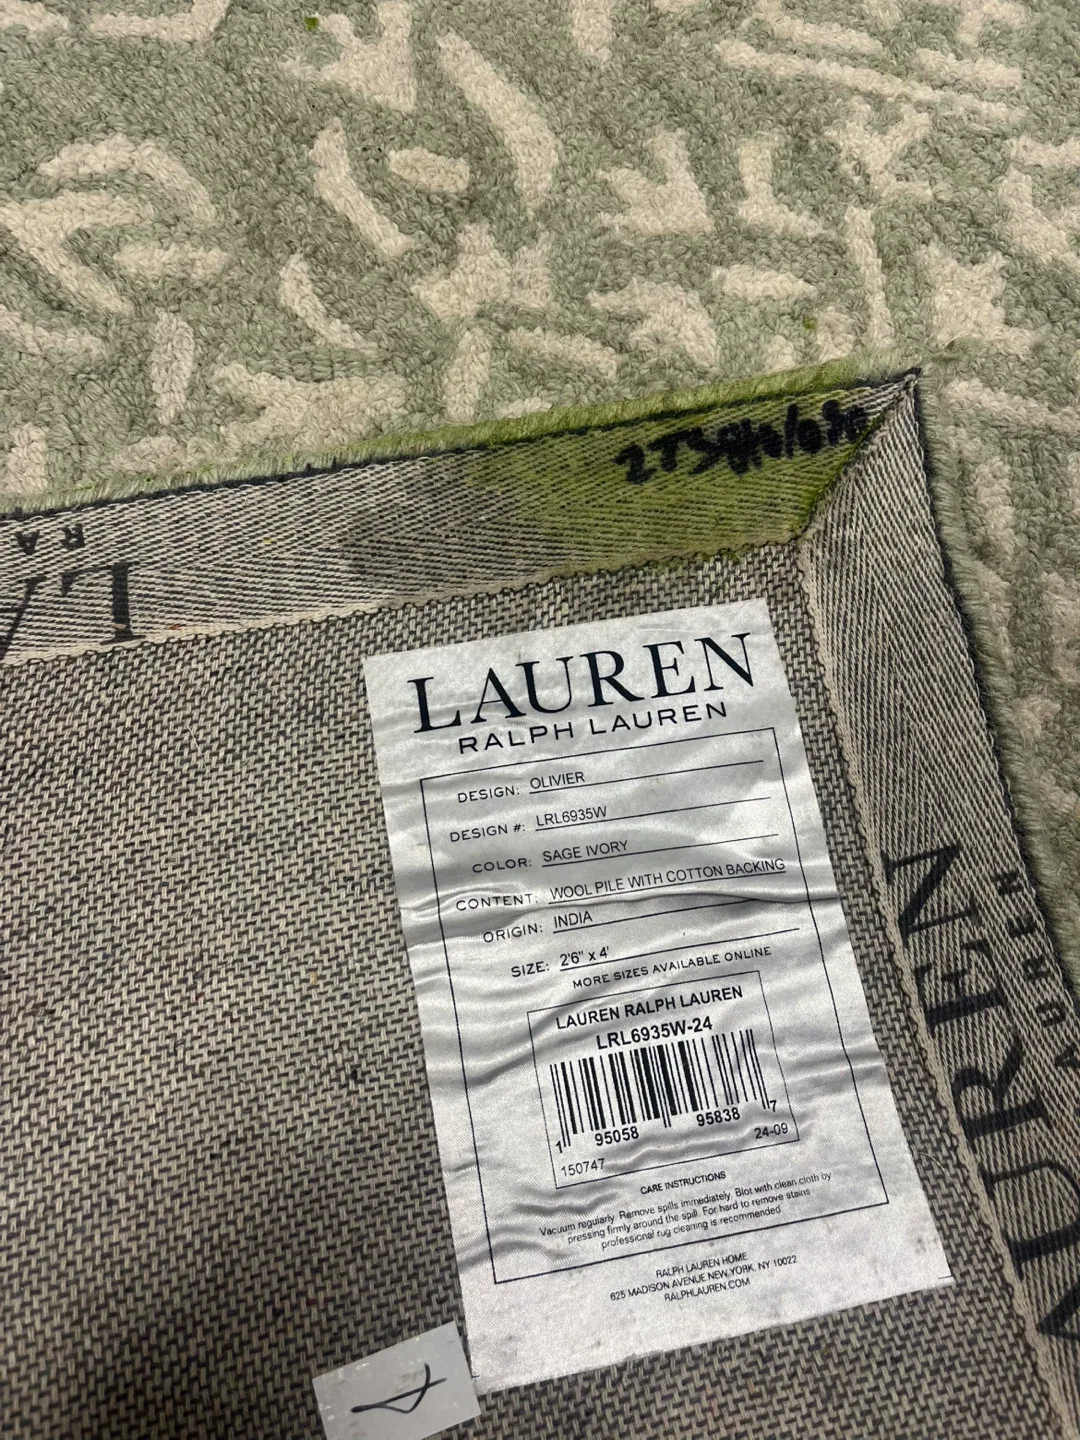 RA
LA
LAUREN
RALPH LAUREN
DESIGN: OLIVIER
DESIGN #: LRL6935W
COLOR: SAGE IVORY
CONTENT: WOOL PILE WITH COTTON BACKING
ORIGIN: INDIA
SIZE: 2'6" x 4'
MORE SIZES AVAILABLE ONLINE
LAUREN RALPH LAUREN
LRL6935W-24
1 95058 95838 7
150747 24-09
CARE INSTRUCTIONS
Vacuum regularly. Remove spills immediately. Blot with clean cloth by
pressing firmly around the spill. For hard to remove stains
professional rug cleaning is recommended.
RALPH LAUREN HOME
625 MADISON AVENUE NEW YORK, NY 10022
RALPHLAUREN.COM
AUREN